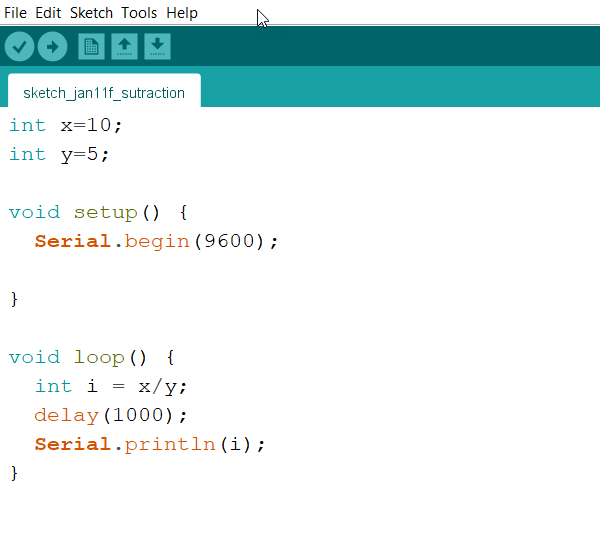 File Edit Sketch Tools Help
sketch_jan11f_sutraction
int x=10;
int y=5;
void setup() {
  Serial.begin(9600);
}
void loop() {
  int i = x/y;
  delay(1000);
  Serial.println(i);
}